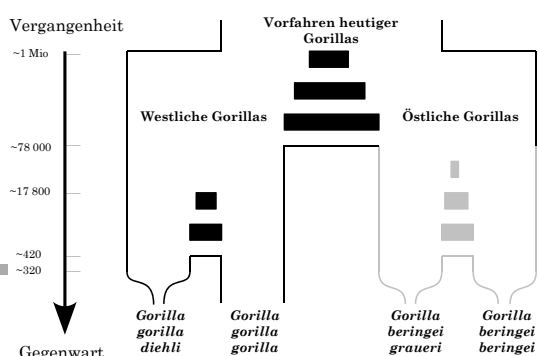 Vergangenheit
Vorfahren heutiger
Gorillas
~1 Mio
Westliche Gorillas
Östliche Gorillas
~78 000
~17 800
~420
~320
Gorilla
gorilla
diehli
Gorilla
gorilla
gorilla
Gorilla
beringei
graueri
Gorilla
beringei
beringei
Gegenwart